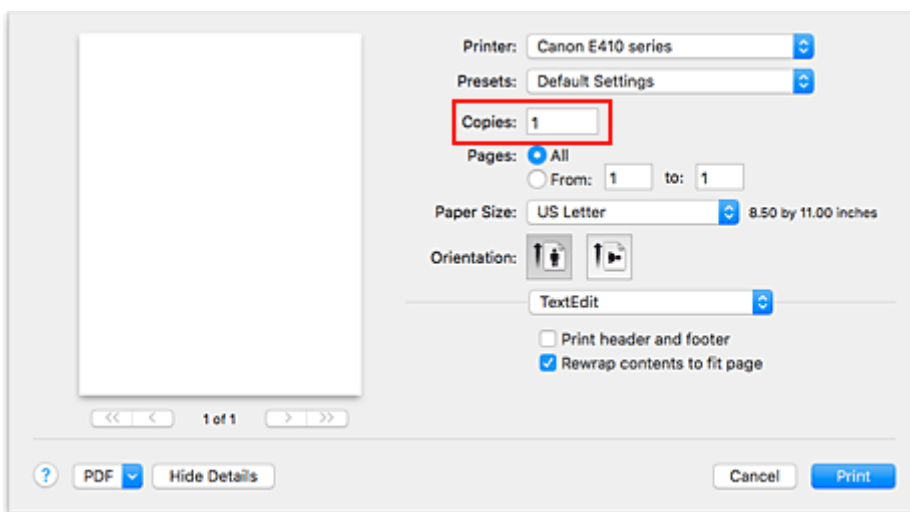 Printer: Canon E410 series
Presets: Default Settings
Copies: 1
Pages: All
From: 1 to: 1
Paper Size: US Letter 8.50 by 11.00 inches
Orientation:
TextEdit
Print header and footer
Rewrap contents to fit page
<< < 1 of 1 > >>
? PDF Hide Details Cancel Print